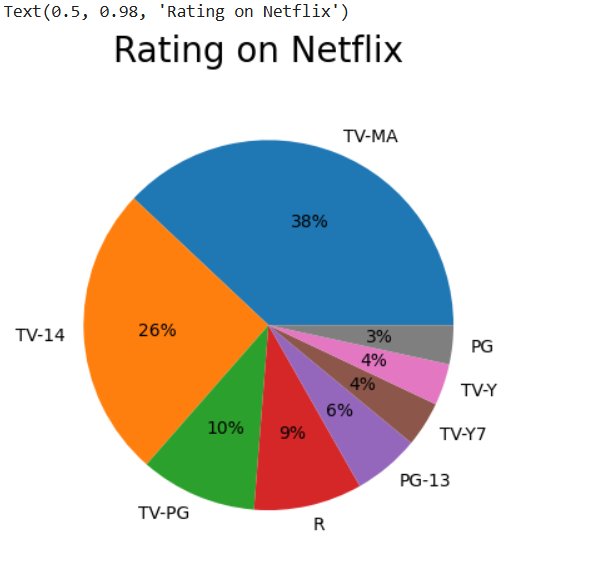 Text(0.5, 0.98, 'Rating on Netflix')
Rating on Netflix
TV-MA
38%
TV-14
26%
3%
PG
4%
TV-Y
4%
TV-Y7
6%
PG-13
10%
9%
TV-PG
R